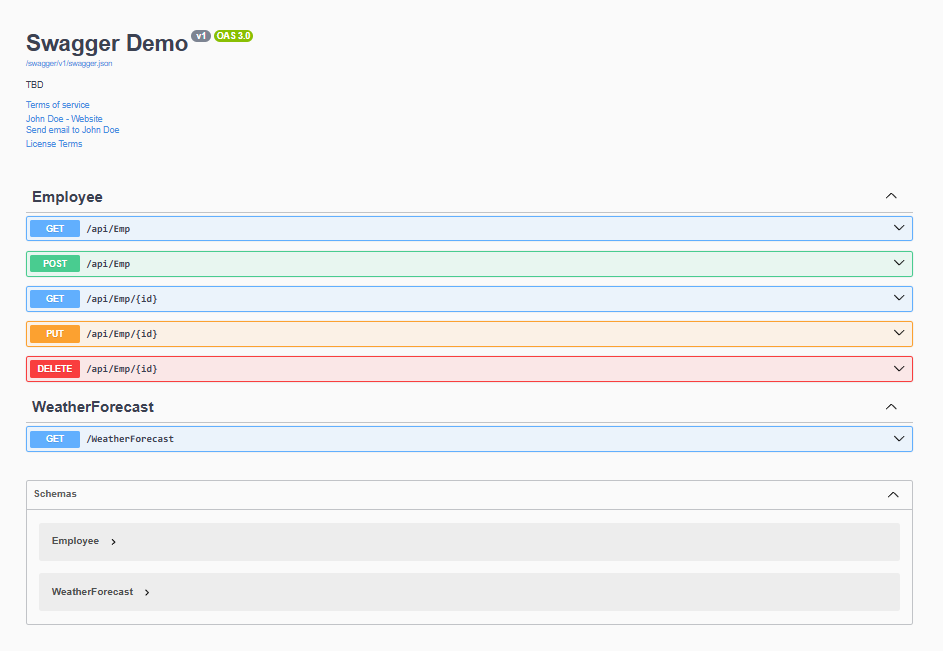 Swagger Demo v1 OAS 3.0
/swagger/v1/swagger.json
TBD
Terms of service
John Doe - Website
Send email to John Doe
License Terms
Employee
GET /api/Emp
POST /api/Emp
GET /api/Emp/{id}
PUT /api/Emp/{id}
DELETE /api/Emp/{id}
WeatherForecast
GET /WeatherForecast
Schemas
Employee
WeatherForecast